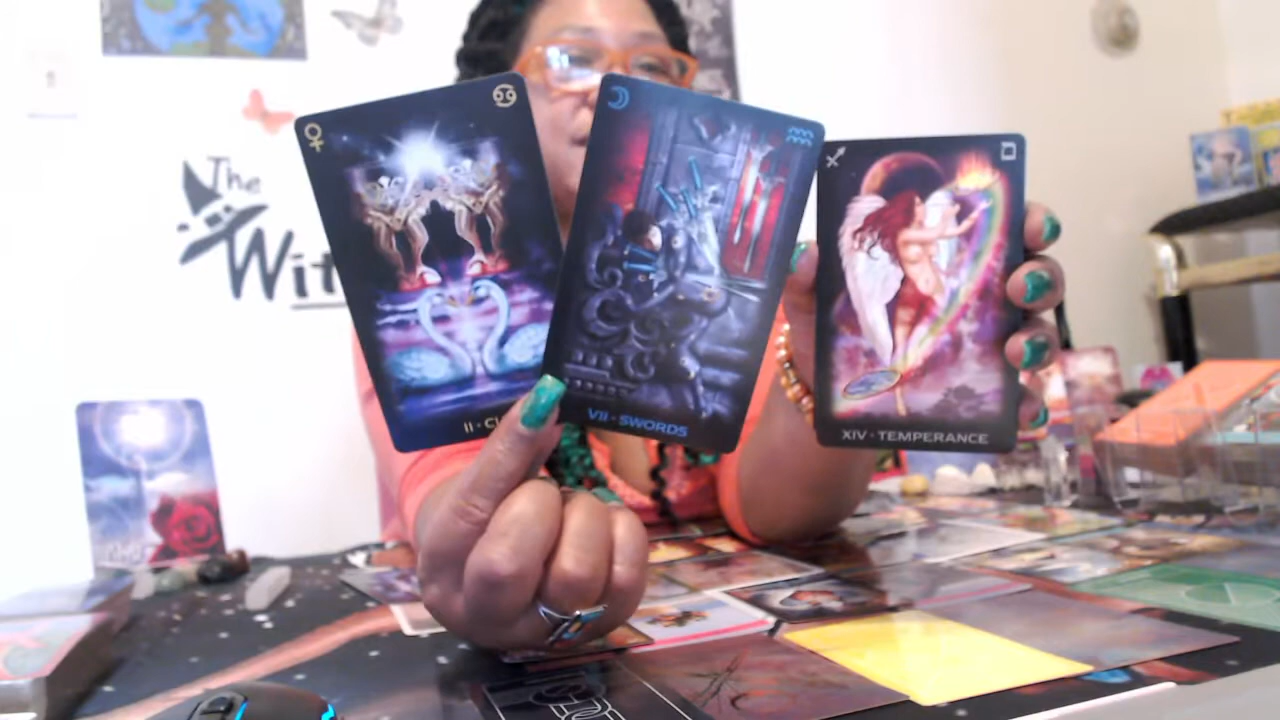 The
Wit
II · CU
VII · SWORDS
XIV · TEMPERANCE